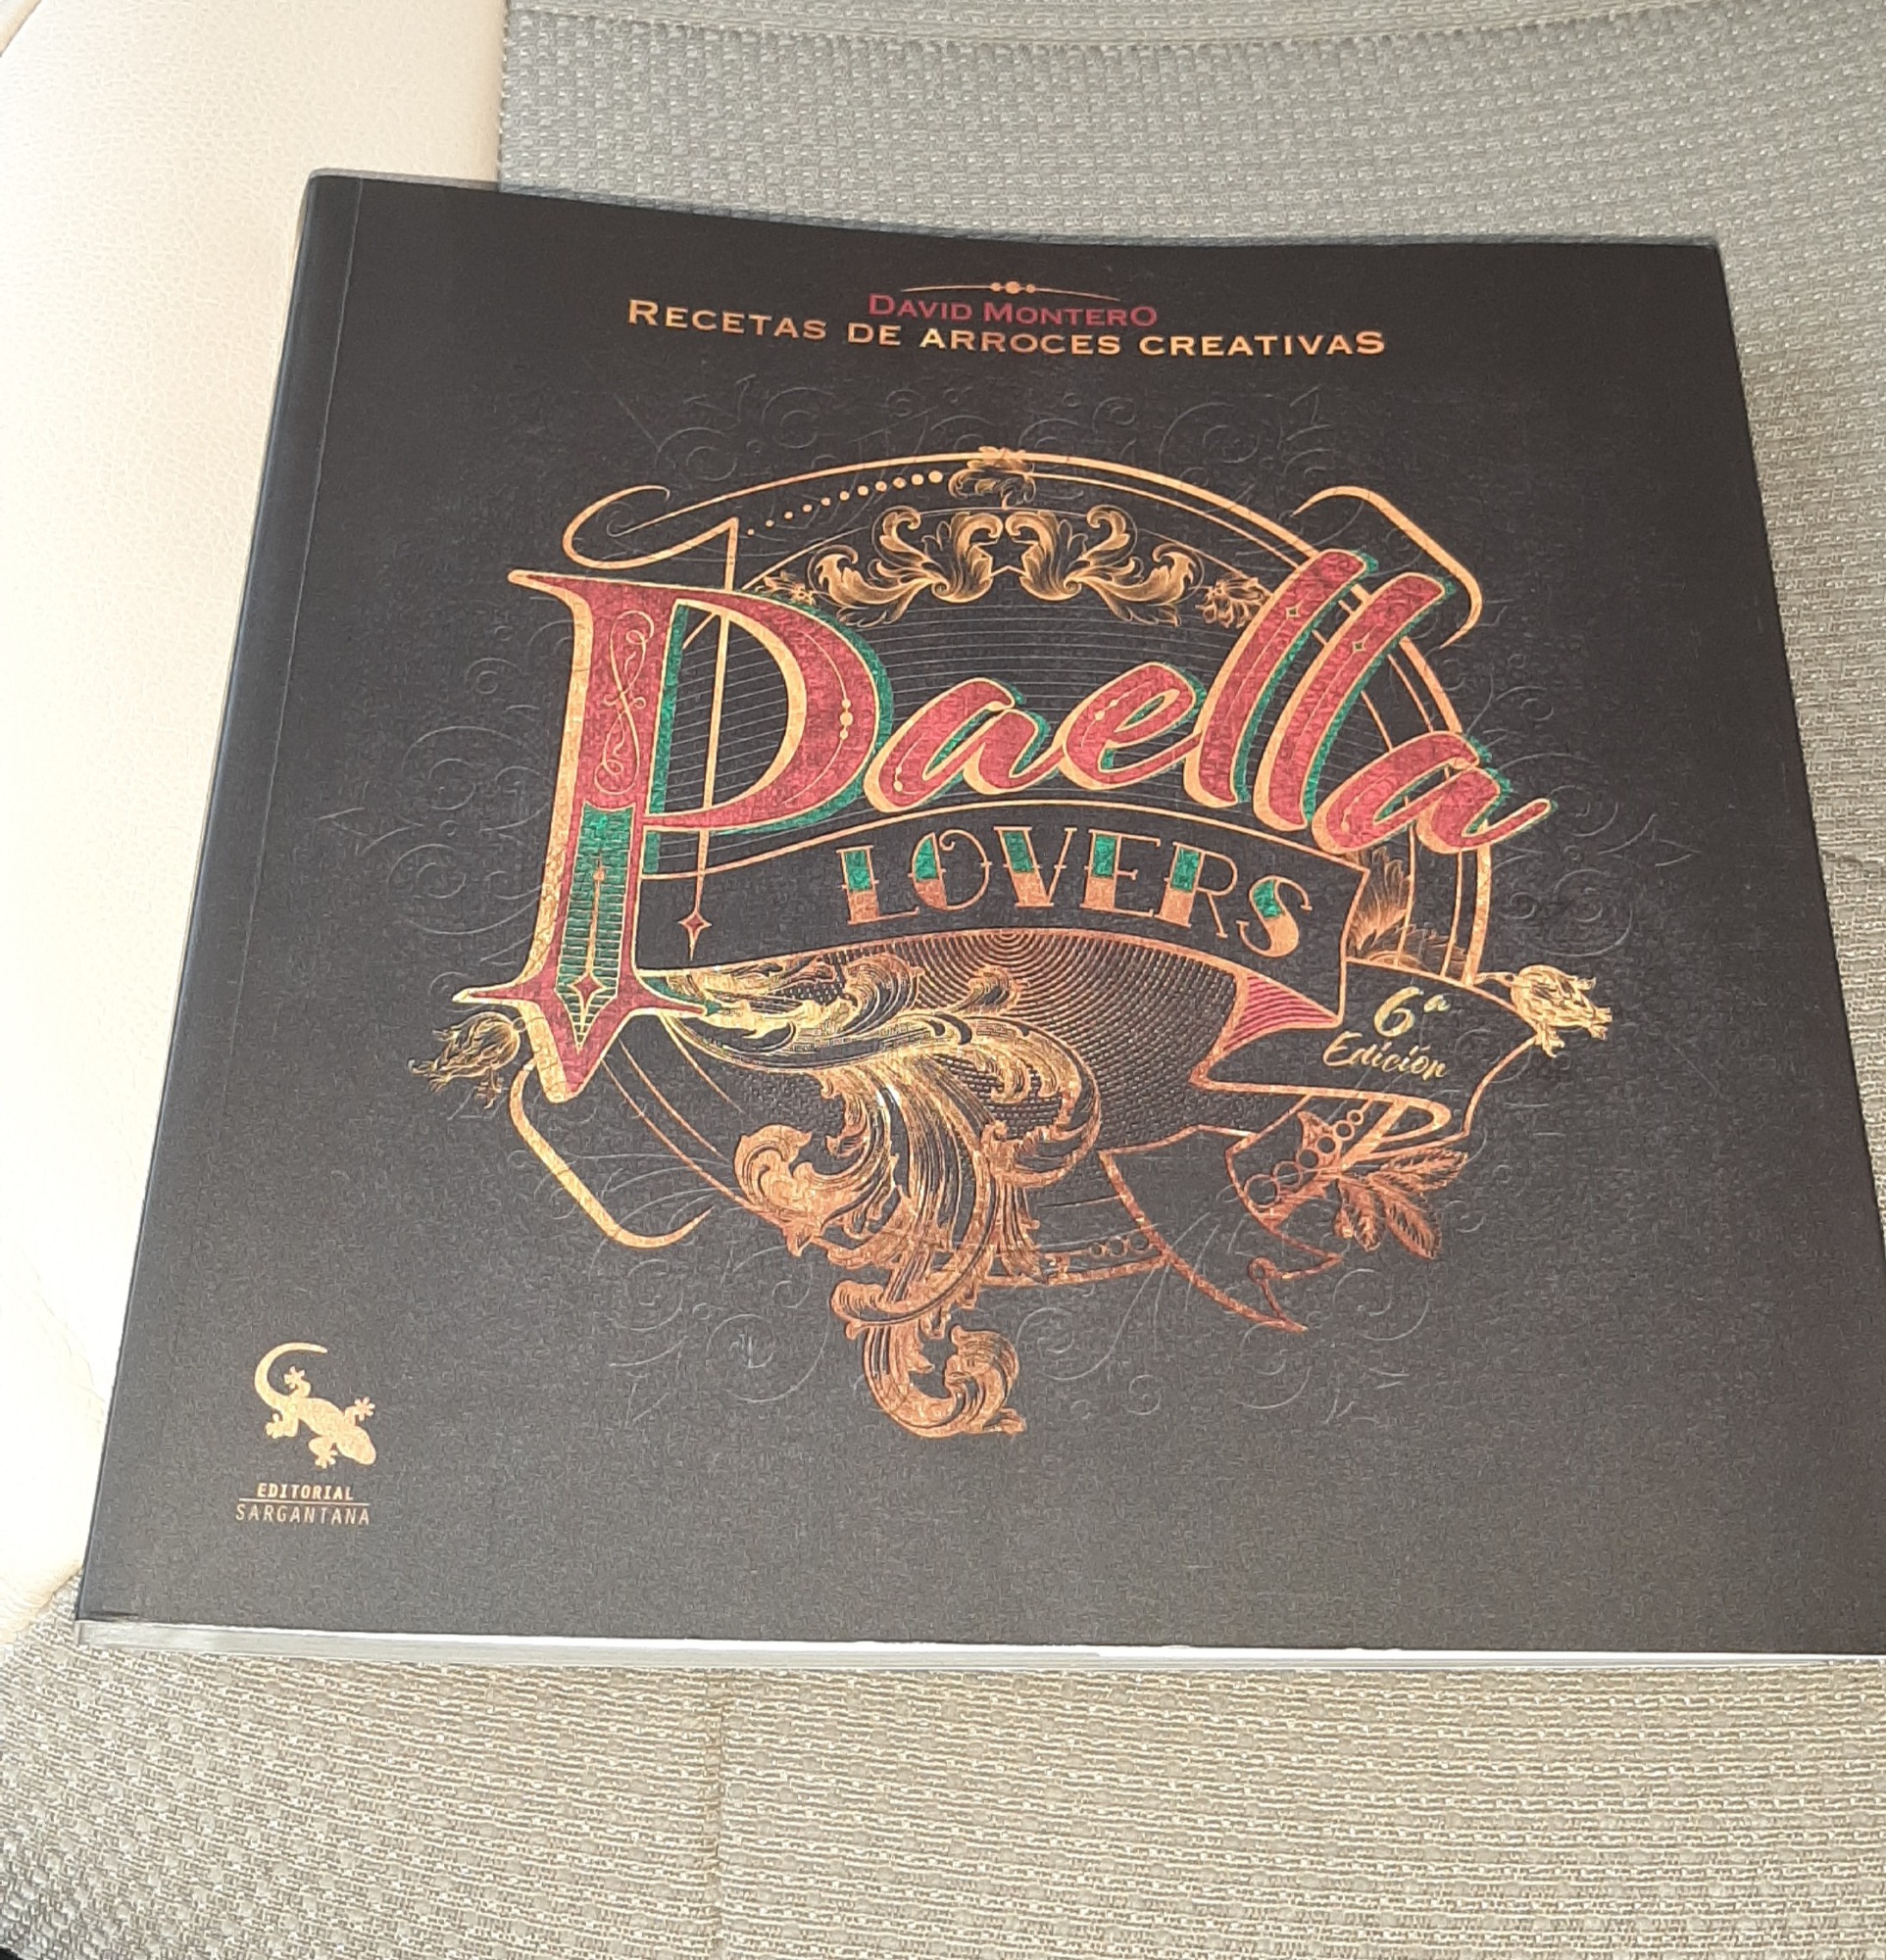 DAVID MONTERO
RECETAS DE ARROCES CREATIVAS
Paella
LOVERS
6ª
Edición
EDITORIAL
SARGANTANA